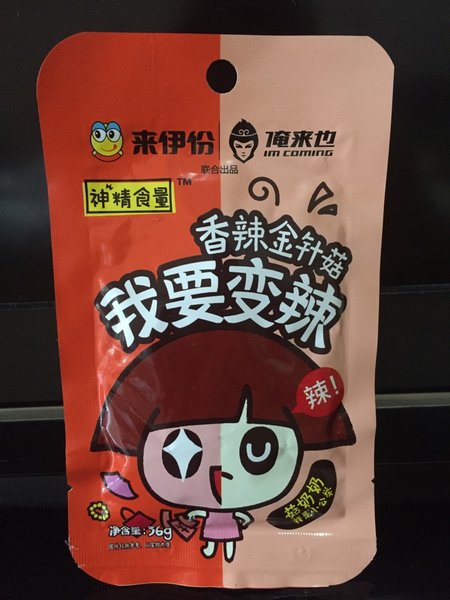 来伊份
俺来也
IM COMING
联合出品
神精食量
TM
香辣金针菇
我要变辣
辣!
菇奶奶
净含量:36g